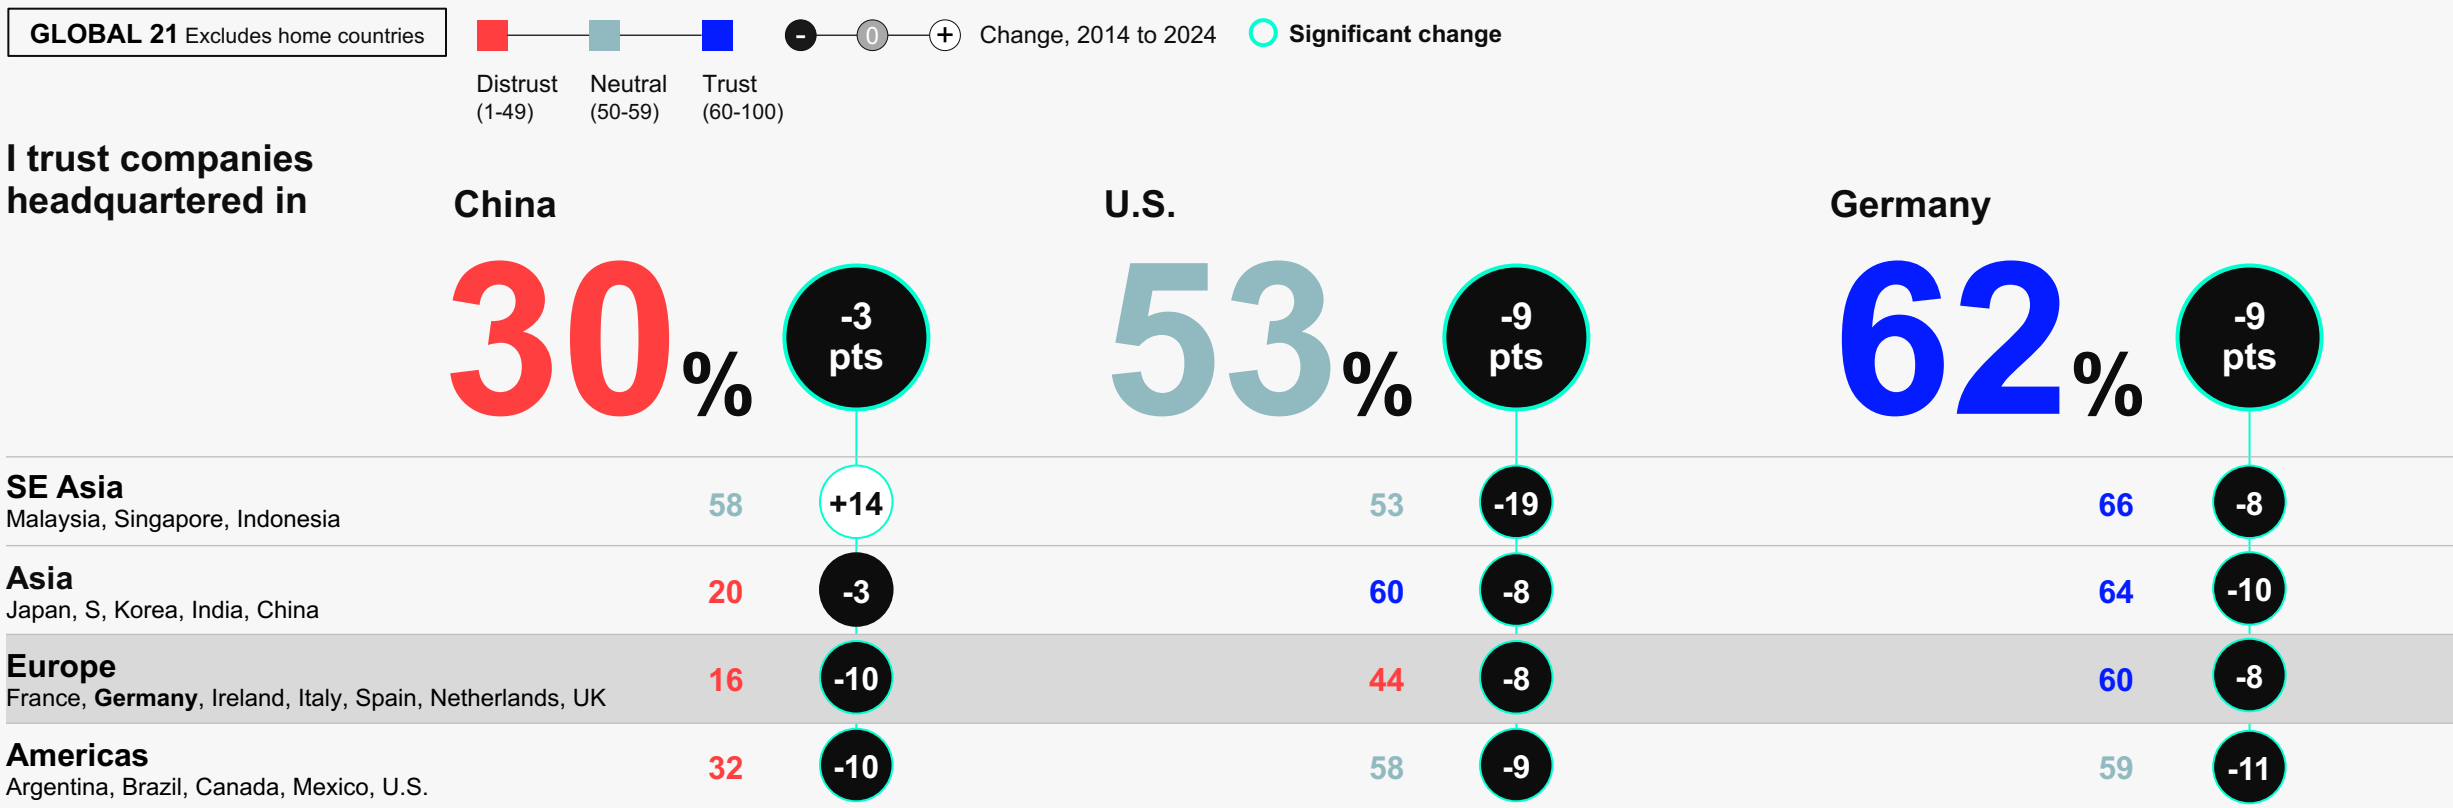 GLOBAL 21 Excludes home countries
- 0 + Change, 2014 to 2024
Significant change
Distrust Neutral Trust
(1-49) (50-59) (60-100)
I trust companies
headquartered in
China U.S. Germany
30% -3 pts 53% -9 pts 62% -9 pts
SE Asia
Malaysia, Singapore, Indonesia
58 +14 53 -19 66 -8
Asia
Japan, S, Korea, India, China
20 -3 60 -8 64 -10
Europe
France, Germany, Ireland, Italy, Spain, Netherlands, UK
16 -10 44 -8 60 -8
Americas
Argentina, Brazil, Canada, Mexico, U.S.
32 -10 58 -9 59 -11